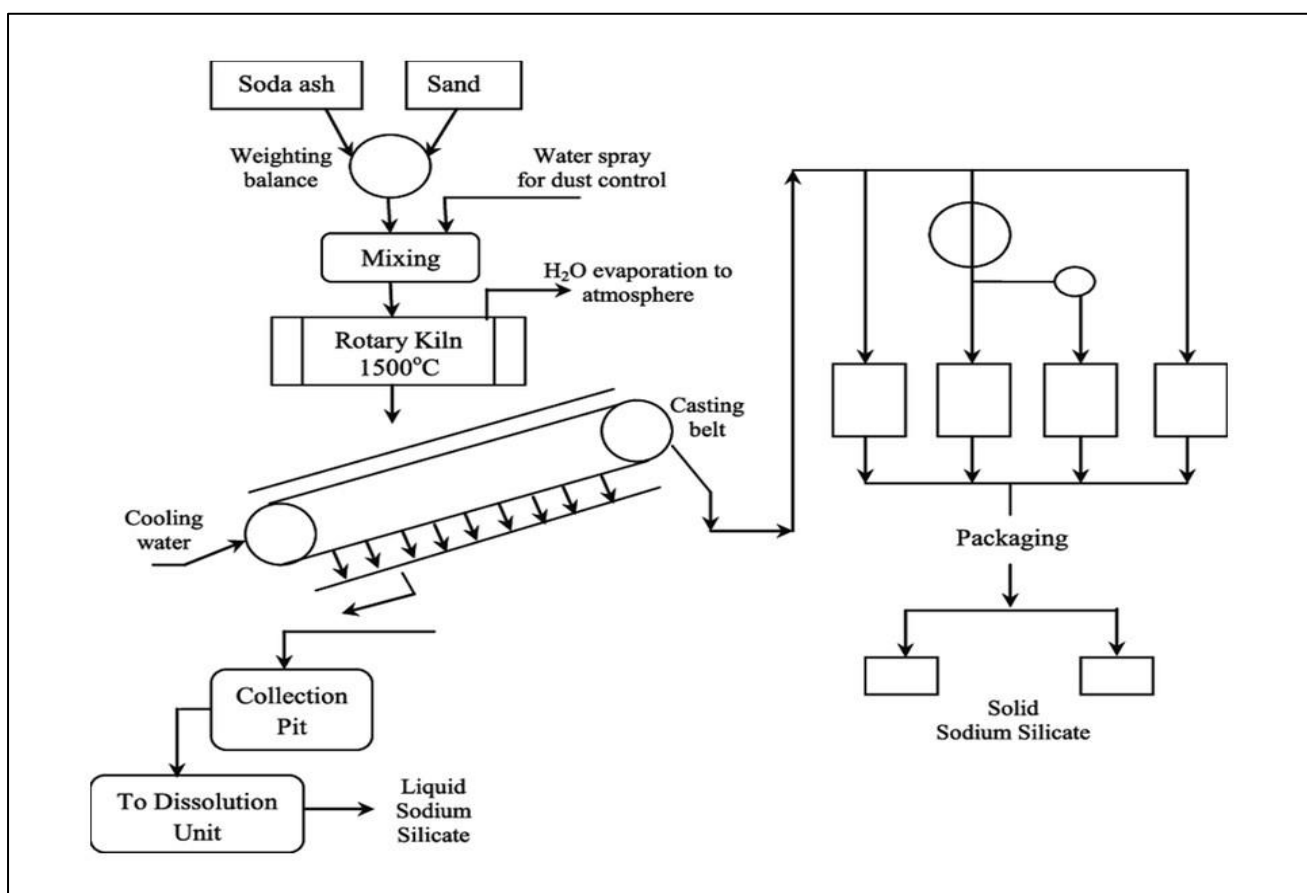 Soda ash
Sand
Weighting
balance
Water spray
for dust control
Mixing
H₂O evaporation to
atmosphere
Rotary Kiln
1500°C
Casting
belt
Cooling
water
Collection
Pit
To Dissolution
Unit
Liquid
Sodium
Silicate
Packaging
Solid
Sodium Silicate